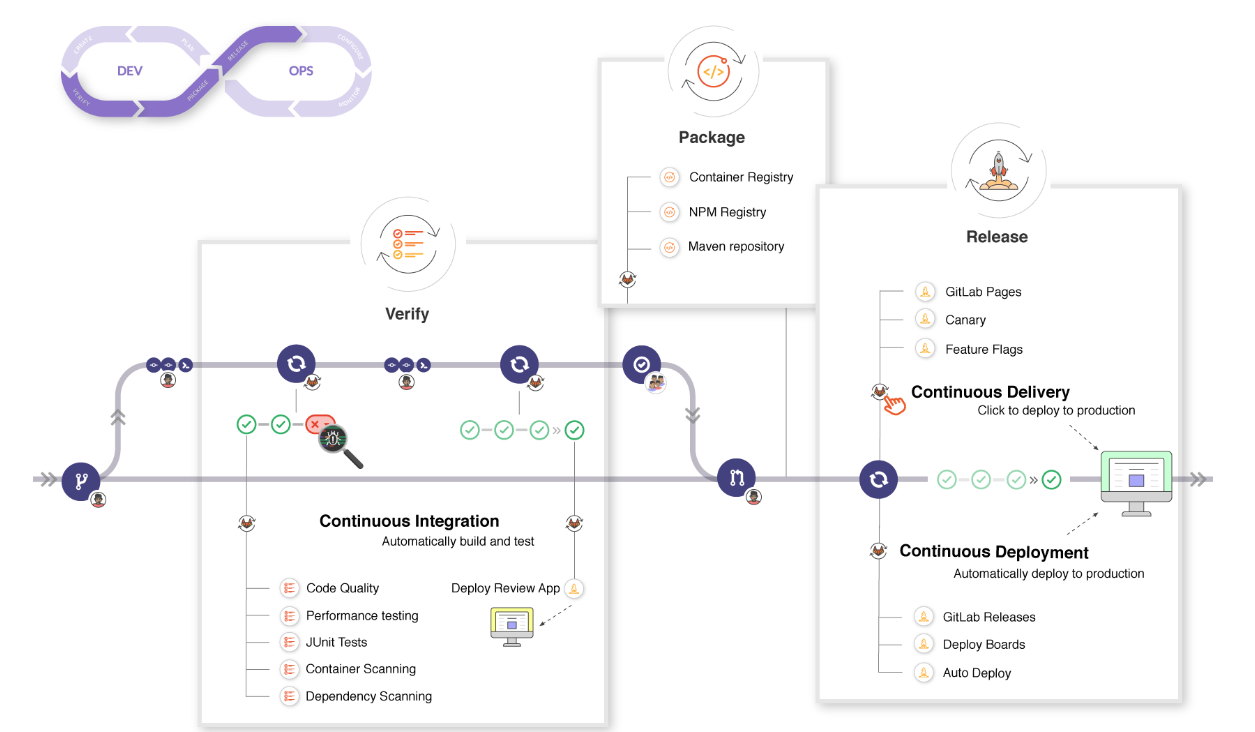 CREATE
PLAN
RELEASE
CONFIGURE
DEV
OPS
VERIFY
PACKAGE
MONITOR
Package
Container Registry
NPM Registry
Maven repository
Release
GitLab Pages
Canary
Feature Flags
Continuous Delivery
Click to deploy to production
Continuous Deployment
Automatically deploy to production
GitLab Releases
Deploy Boards
Auto Deploy
Verify
Continuous Integration
Automatically build and test
Code Quality
Performance testing
JUnit Tests
Container Scanning
Dependency Scanning
Deploy Review App